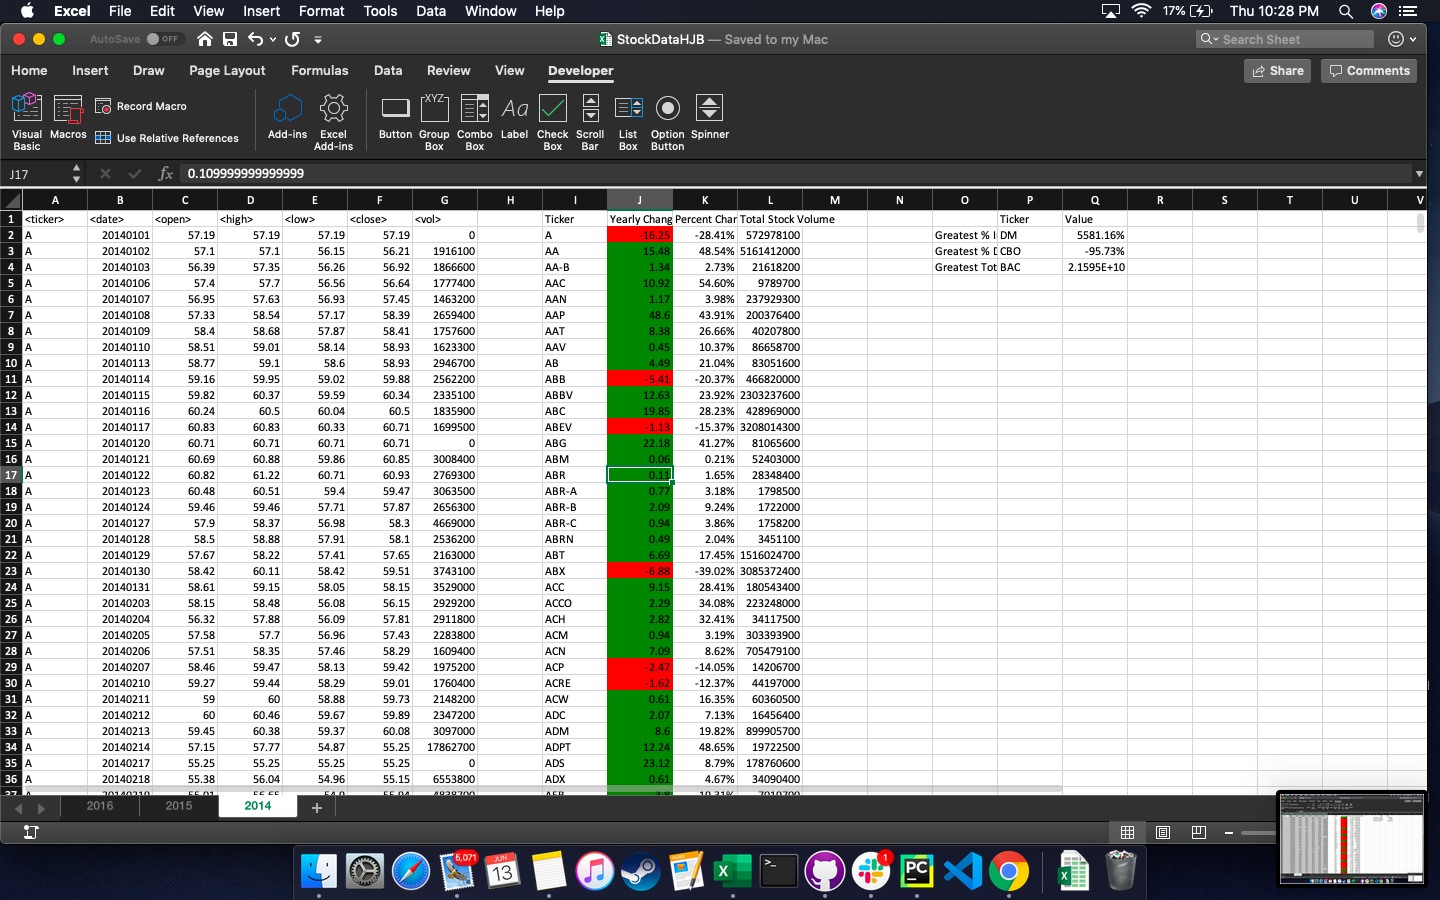 Excel File Edit View Insert Format Tools Data Window Help 17% Thu 10:28 PM
AutoSave OFF StockDataHJB — Saved to my Mac Search Sheet
Home Insert Draw Page Layout Formulas Data Review View Developer Share Comments
Visual Basic Macros Record Macro Use Relative References Add-ins Excel Add-ins Button Group Box Combo Box Label Check Box Scroll Bar List Box Option Button Spinner
XYZ Aa
J17 fx 0.109999999999999
A B C D E F G H I J K L M N O P Q R S T U V
1 <ticker> <date> <open> <high> <low> <close> <vol> Ticker Yearly Chang Percent Char Total Stock Volume Ticker Value
2 A 20140101 57.19 57.19 57.19 57.19 0 A -16.25 -28.41% 572978100 Greatest % I DM 5581.16%
3 A 20140102 57.1 57.1 56.15 56.21 1916100 AA 15.48 48.54% 5161412000 Greatest % I CBO -95.73%
4 A 20140103 56.39 57.35 56.26 56.92 1866600 AA-B 1.34 2.73% 21618200 Greatest Tot BAC 2.1595E+10
5 A 20140106 57.4 57.7 56.56 56.64 1777400 AAC 10.92 54.60% 9789700
6 A 20140107 56.95 57.63 56.93 57.45 1463200 AAN 1.17 3.98% 237929300
7 A 20140108 57.33 58.54 57.17 58.39 2659400 AAP 48.6 43.91% 200376400
8 A 20140109 58.4 58.68 57.87 58.41 1757600 AAT 8.38 26.66% 40207800
9 A 20140110 58.51 59.01 58.14 58.93 1623300 AAV 0.45 10.37% 86658700
10 A 20140113 58.77 59.1 58.6 58.93 2946700 AB 4.49 21.04% 83051600
11 A 20140114 59.16 59.95 59.02 59.88 2562200 ABB -5.41 -20.37% 466820000
12 A 20140115 59.82 60.37 59.59 60.34 2335100 ABBV 12.63 23.92% 2303237600
13 A 20140116 60.24 60.5 60.04 60.5 1835900 ABC 19.85 28.23% 428969000
14 A 20140117 60.83 60.83 60.33 60.71 1699500 ABEV -1.13 -15.37% 3208014300
15 A 20140120 60.71 60.71 60.71 60.71 0 ABG 22.18 41.27% 81065600
16 A 20140121 60.69 60.88 59.86 60.85 3008400 ABM 0.06 0.21% 52403000
17 A 20140122 60.82 61.22 60.71 60.93 2769300 ABR 0.11 1.65% 28348400
18 A 20140123 60.48 60.51 59.4 59.47 3063500 ABR-A 0.77 3.18% 1798500
19 A 20140124 59.46 59.46 57.71 57.87 2656300 ABR-B 2.09 9.24% 1722000
20 A 20140127 57.9 58.37 56.98 58.3 4669000 ABR-C 0.94 3.86% 1758200
21 A 20140128 58.5 58.88 57.91 58.1 2536200 ABRN 0.49 2.04% 3451100
22 A 20140129 57.67 58.22 57.41 57.65 2163000 ABT 6.69 17.45% 1516024700
23 A 20140130 58.42 60.11 58.42 59.51 3743100 ABX -6.88 -39.02% 3085372400
24 A 20140131 58.61 59.15 58.05 58.15 3529000 ACC 9.15 28.41% 180543400
25 A 20140203 58.15 58.48 56.08 56.15 2929200 ACCO 2.29 34.08% 223248000
26 A 20140204 56.32 57.88 56.09 57.81 2911800 ACH 2.82 32.41% 34117500
27 A 20140205 57.58 57.7 56.96 57.43 2283800 ACM 0.94 3.19% 303393900
28 A 20140206 57.51 58.35 57.46 58.29 1609400 ACN 7.09 8.62% 705479100
29 A 20140207 58.46 59.47 58.13 59.42 1975200 ACP -2.47 -14.05% 14206700
30 A 20140210 59.27 59.44 58.29 59.01 1760400 ACRE -1.62 -12.37% 44197000
31 A 20140211 59 60 58.88 59.73 2148200 ACW 0.61 16.35% 60360500
32 A 20140212 60 60.46 59.67 59.89 2347200 ADC 2.07 7.13% 16456400
33 A 20140213 59.45 60.38 59.37 60.08 3097000 ADM 8.6 19.82% 899905700
34 A 20140214 57.15 57.77 54.87 55.25 17862700 ADPT 12.24 48.65% 19722500
35 A 20140217 55.25 55.25 55.25 55.25 0 ADS 23.12 8.79% 178760600
36 A 20140218 55.38 56.04 54.96 55.15 6553800 ADX 0.61 4.67% 34090400
2016 2015 2014
6,071 JUN 13 1 PC